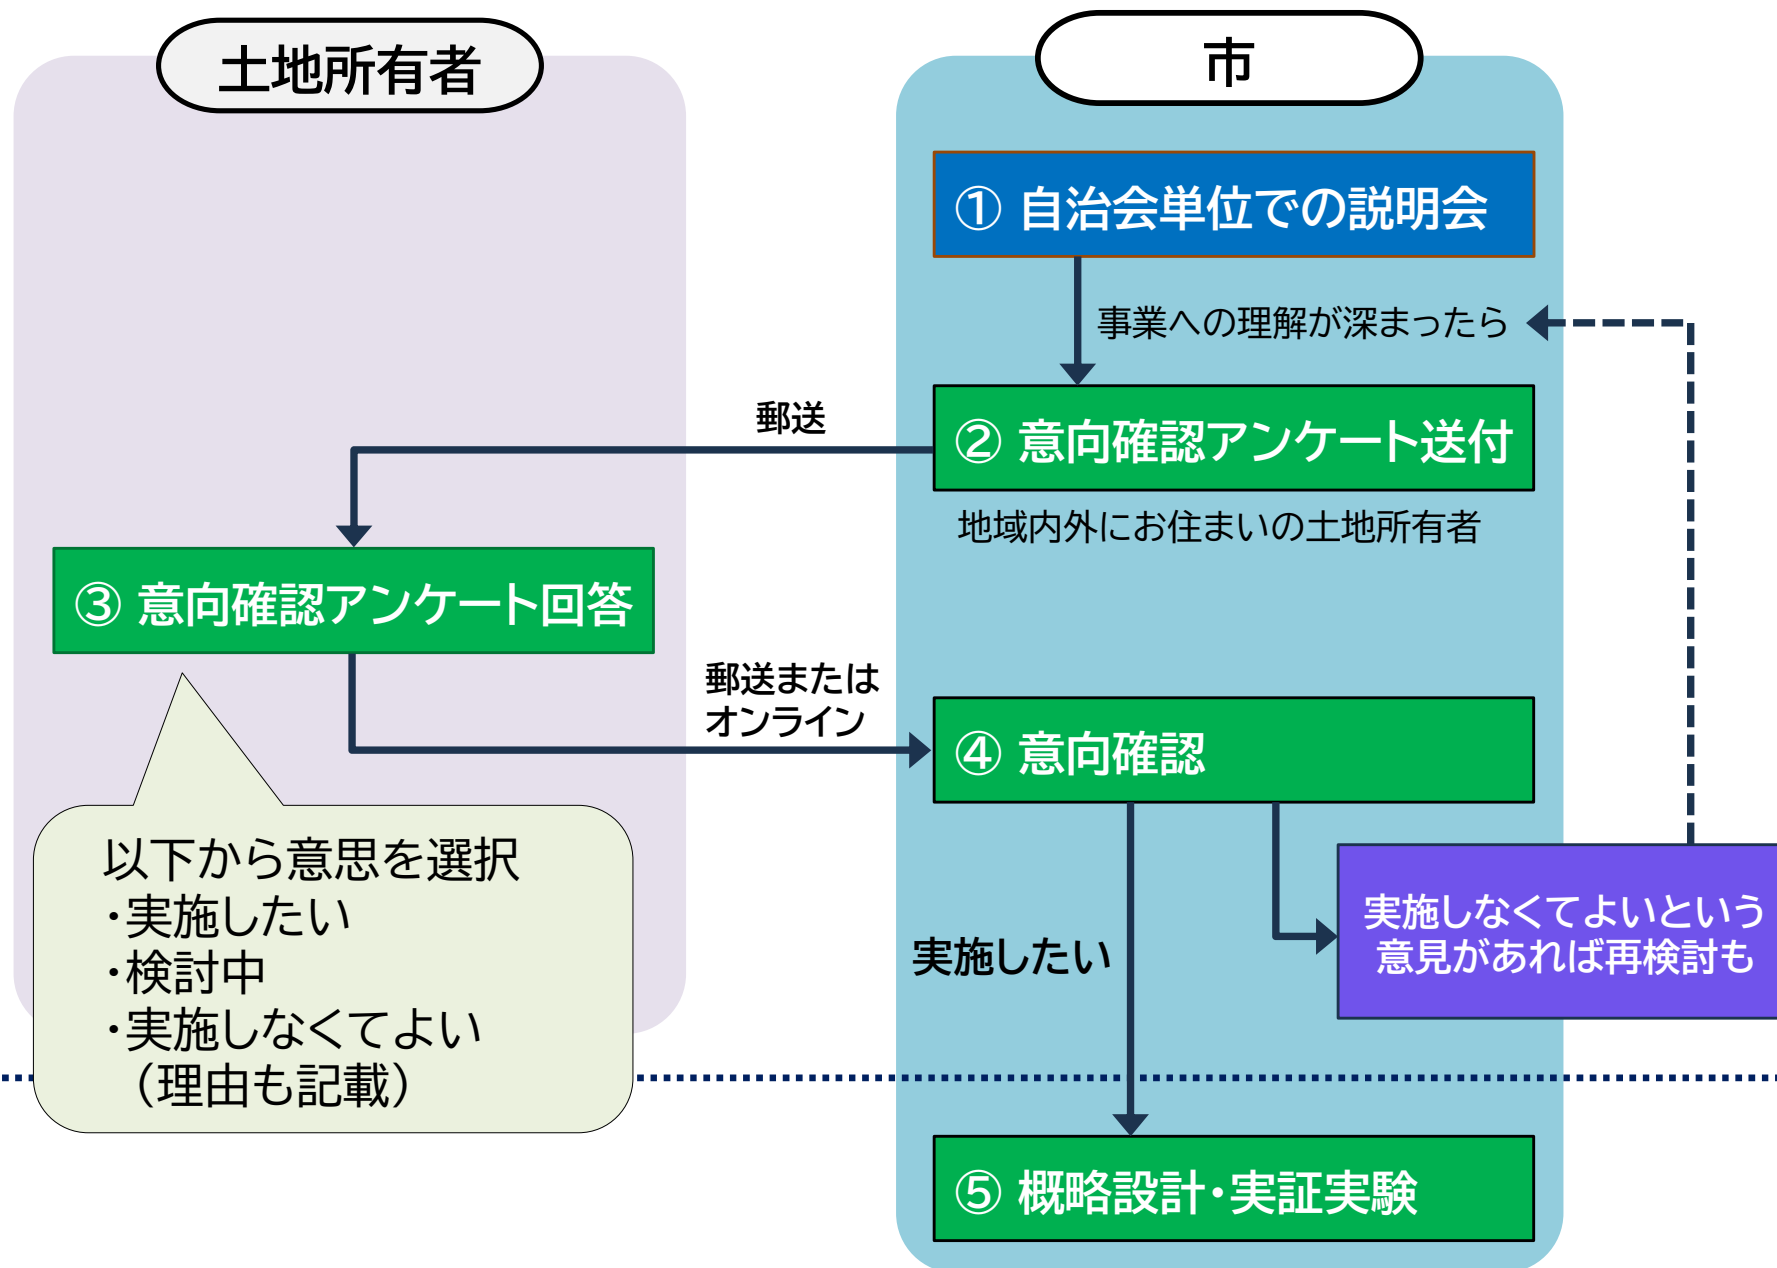 土地所有者
市
① 自治会単位での説明会
事業への理解が深まったら
② 意向確認アンケート送付
地域内外にお住まいの土地所有者
郵送
③ 意向確認アンケート回答
郵送または
オンライン
④ 意向確認
以下から意思を選択
・実施したい
・検討中
・実施しなくてよい
（理由も記載）
実施したい
実施しなくてよいという
意見があれば再検討も
⑤ 概略設計・実証実験